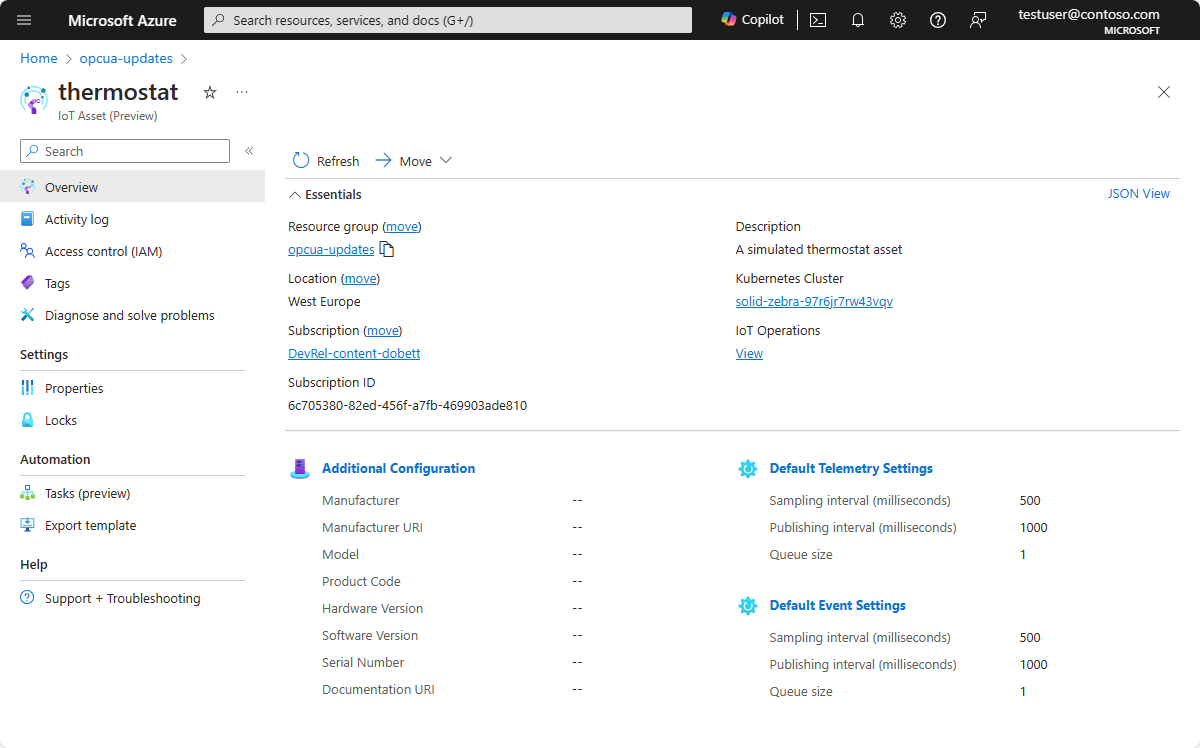 Microsoft Azure
Search resources, services, and docs (G+/)
Copilot
testuser@contoso.com
MICROSOFT
Home > opcua-updates >
thermostat
IoT Asset (Preview)
Search
Overview
Activity log
Access control (IAM)
Tags
Diagnose and solve problems
Settings
Properties
Locks
Automation
Tasks (preview)
Export template
Help
Support + Troubleshooting
Refresh
Move
Essentials
JSON View
Resource group (move)
opcua-updates
Location (move)
West Europe
Subscription (move)
DevRel-content-dobett
Subscription ID
6c705380-82ed-456f-a7fb-469903ade810
Description
A simulated thermostat asset
Kubernetes Cluster
solid-zebra-97r6jr7rw43vqv
IoT Operations
View
Additional Configuration
Manufacturer --
Manufacturer URI --
Model --
Product Code --
Hardware Version --
Software Version --
Serial Number --
Documentation URI --
Default Telemetry Settings
Sampling interval (milliseconds) 500
Publishing interval (milliseconds) 1000
Queue size 1
Default Event Settings
Sampling interval (milliseconds) 500
Publishing interval (milliseconds) 1000
Queue size 1